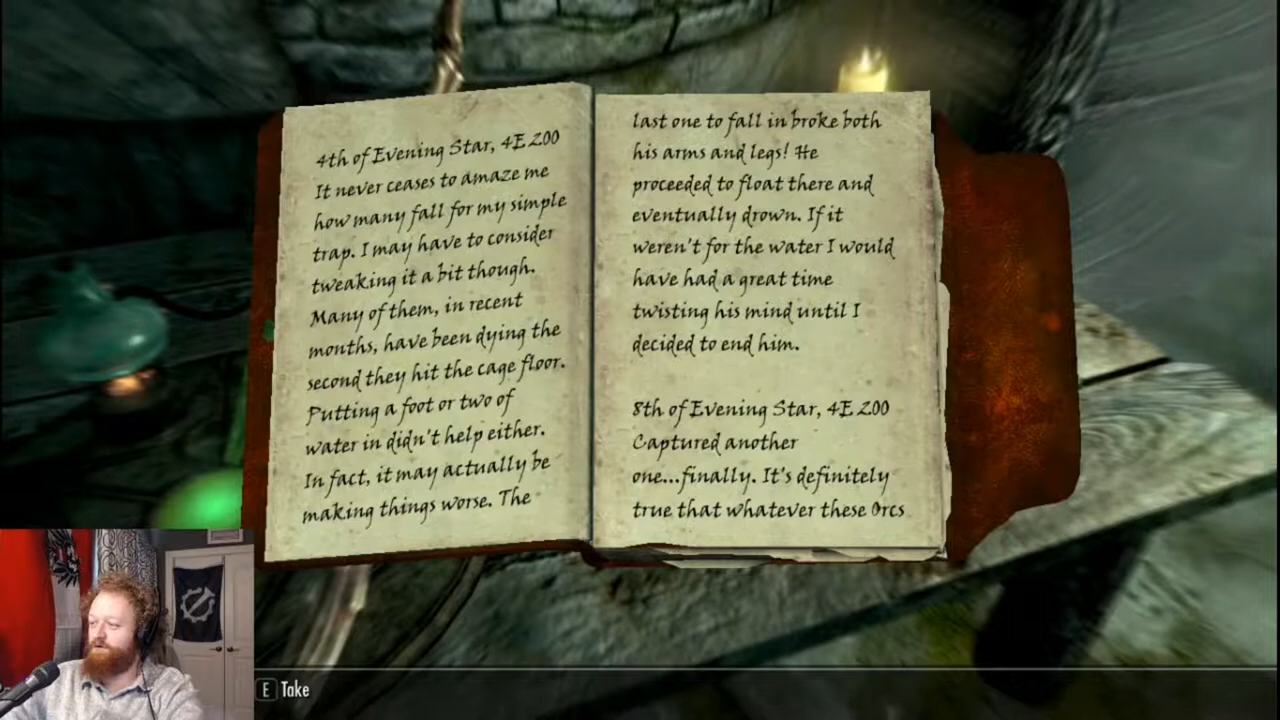 4th of Evening Star, 4E 200
It never ceases to amaze me
how many fall for my simple
trap. I may have to consider
tweaking it a bit though.
Many of them, in recent
months, have been dying the
second they hit the cage floor.
Putting a foot or two of
water in didn't help either.
In fact, it may actually be
making things worse. The
last one to fall in broke both
his arms and legs! He
proceeded to float there and
eventually drown. If it
weren't for the water I would
have had a great time
twisting his mind until I
decided to end him.
8th of Evening Star, 4E 200
Captured another
one...finally. It's definitely
true that whatever these Orcs
E Take